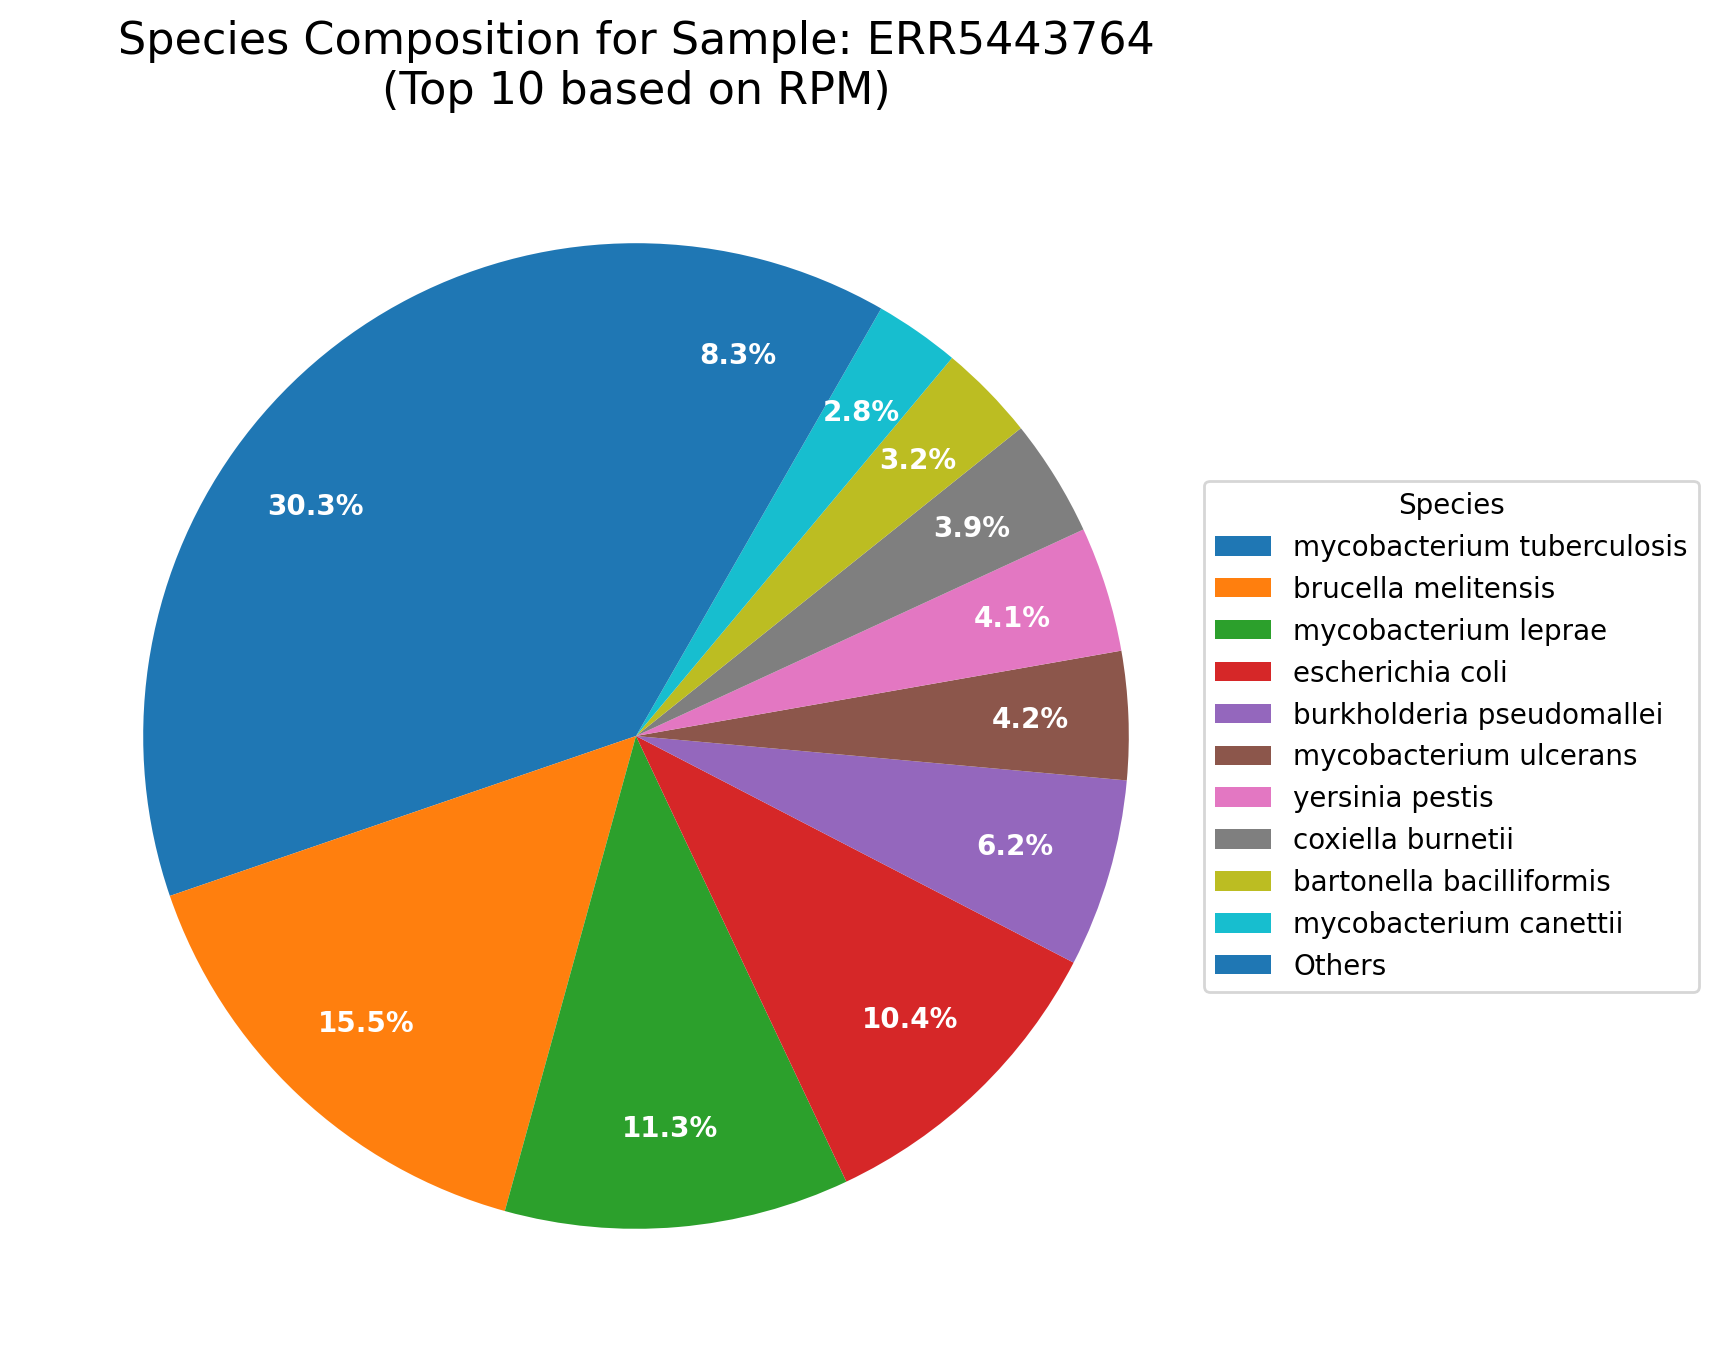 Species Composition for Sample: ERR5443764
(Top 10 based on RPM)
8.3%
2.8%
3.2%
30.3%
3.9%
4.1%
4.2%
6.2%
15.5%
10.4%
11.3%
Species
mycobacterium tuberculosis
brucella melitensis
mycobacterium leprae
escherichia coli
burkholderia pseudomallei
mycobacterium ulcerans
yersinia pestis
coxiella burnetii
bartonella bacilliformis
mycobacterium canettii
Others